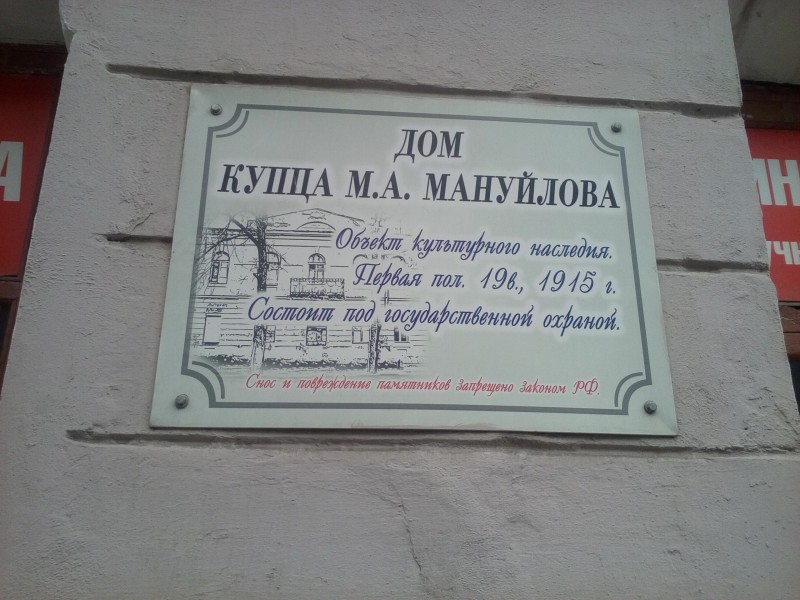 ДОМ
КУПЦА М.А. МАНУЙЛОВА
Объект культурного наследия.
Первая пол. 19в., 1915 г.
Состоит под государственной охраной.
Снос и повреждение памятников запрещено законом РФ.